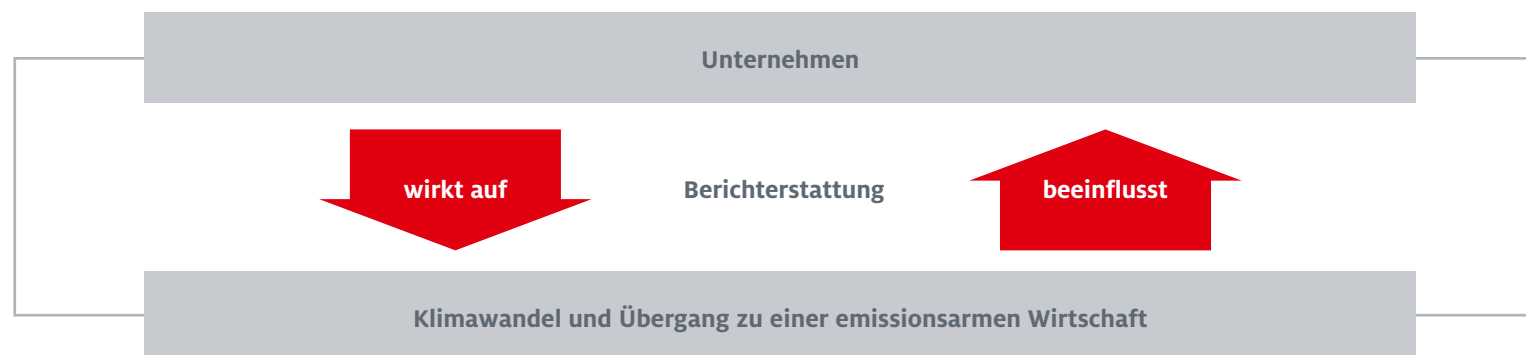 Unternehmen
wirkt auf
Berichterstattung
beeinflusst
Klimawandel und Übergang zu einer emissionsarmen Wirtschaft